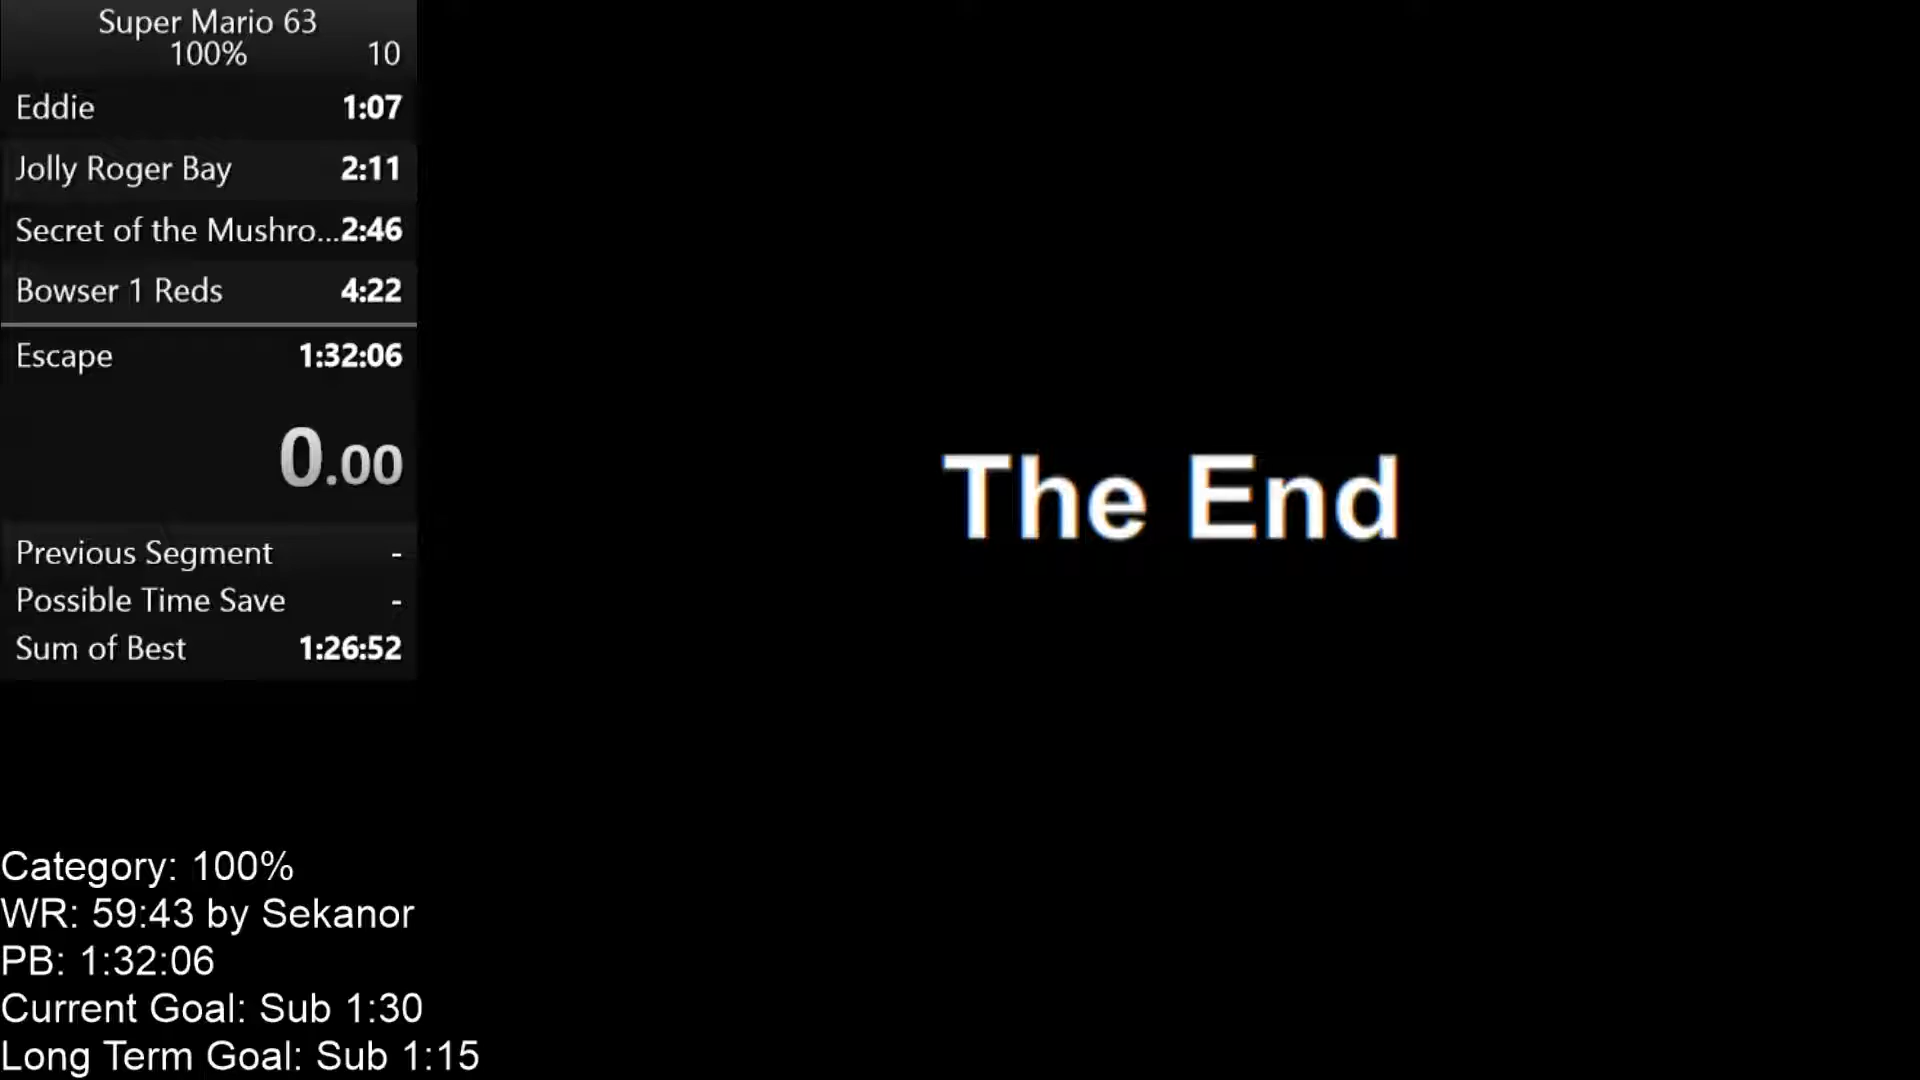 Super Mario 63
100% 10
Eddie 1:07
Jolly Roger Bay 2:11
Secret of the Mushro... 2:46
Bowser 1 Reds 4:22
Escape 1:32:06
0.00
Previous Segment -
Possible Time Save -
Sum of Best 1:26:52
The End
Category: 100%
WR: 59:43 by Sekanor
PB: 1:32:06
Current Goal: Sub 1:30
Long Term Goal: Sub 1:15